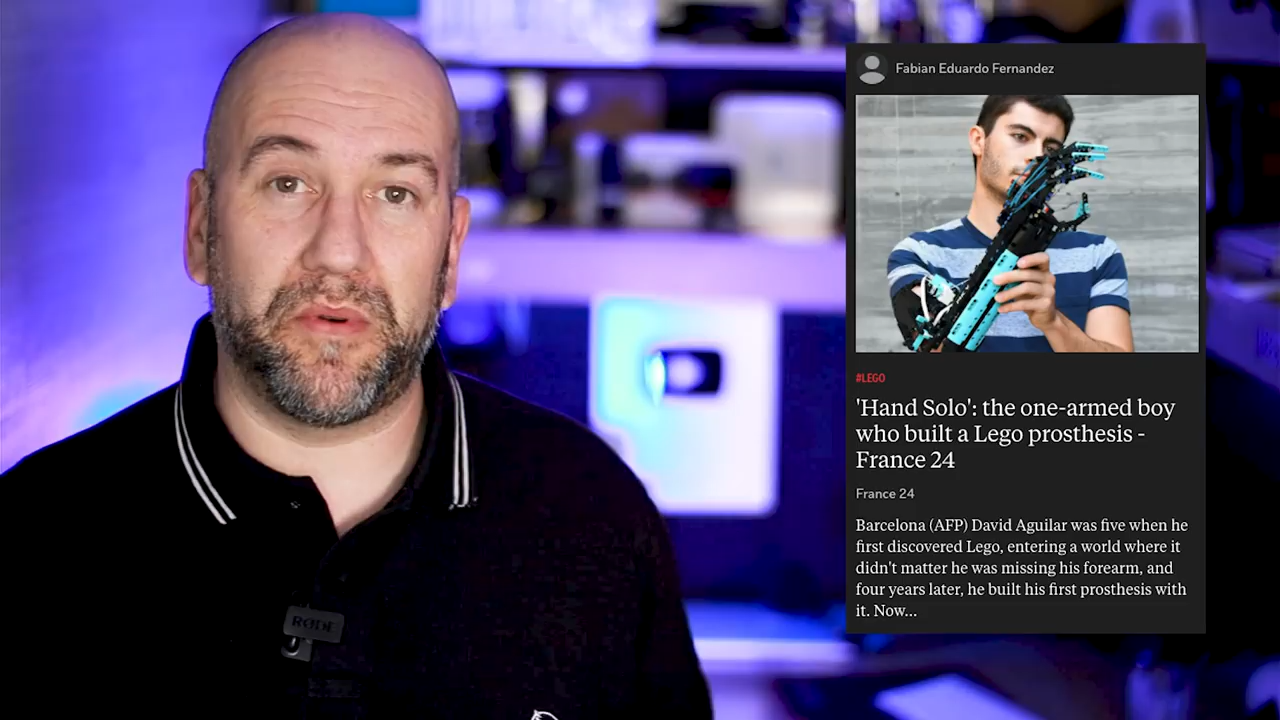 Fabian Eduardo Fernandez
#LEGO
'Hand Solo': the one-armed boy
who built a Lego prosthesis -
France 24
France 24
Barcelona (AFP) David Aguilar was five when he
first discovered Lego, entering a world where it
didn't matter he was missing his forearm, and
four years later, he built his first prosthesis with
it. Now...
RØDE